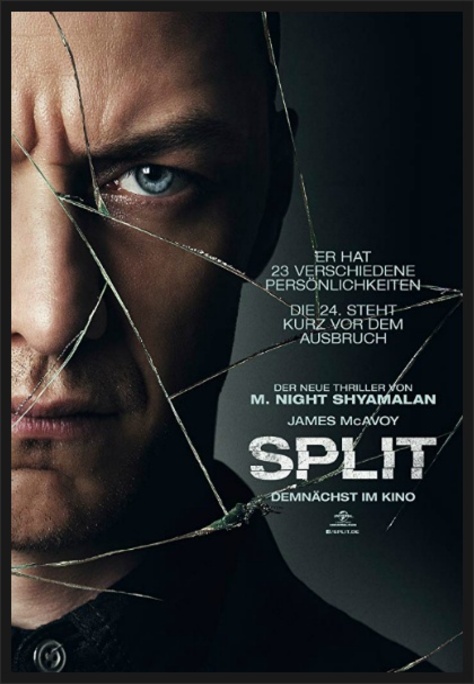 ER HAT
23 VERSCHIEDENE
PERSÖNLICHKEITEN
DIE 24. STEHT
KURZ VOR DEM
AUSBRUCH
DER NEUE THRILLER VON
M. NIGHT SHYAMALAN
JAMES McAVOY
SPLIT
DEMNÄCHST IM KINO